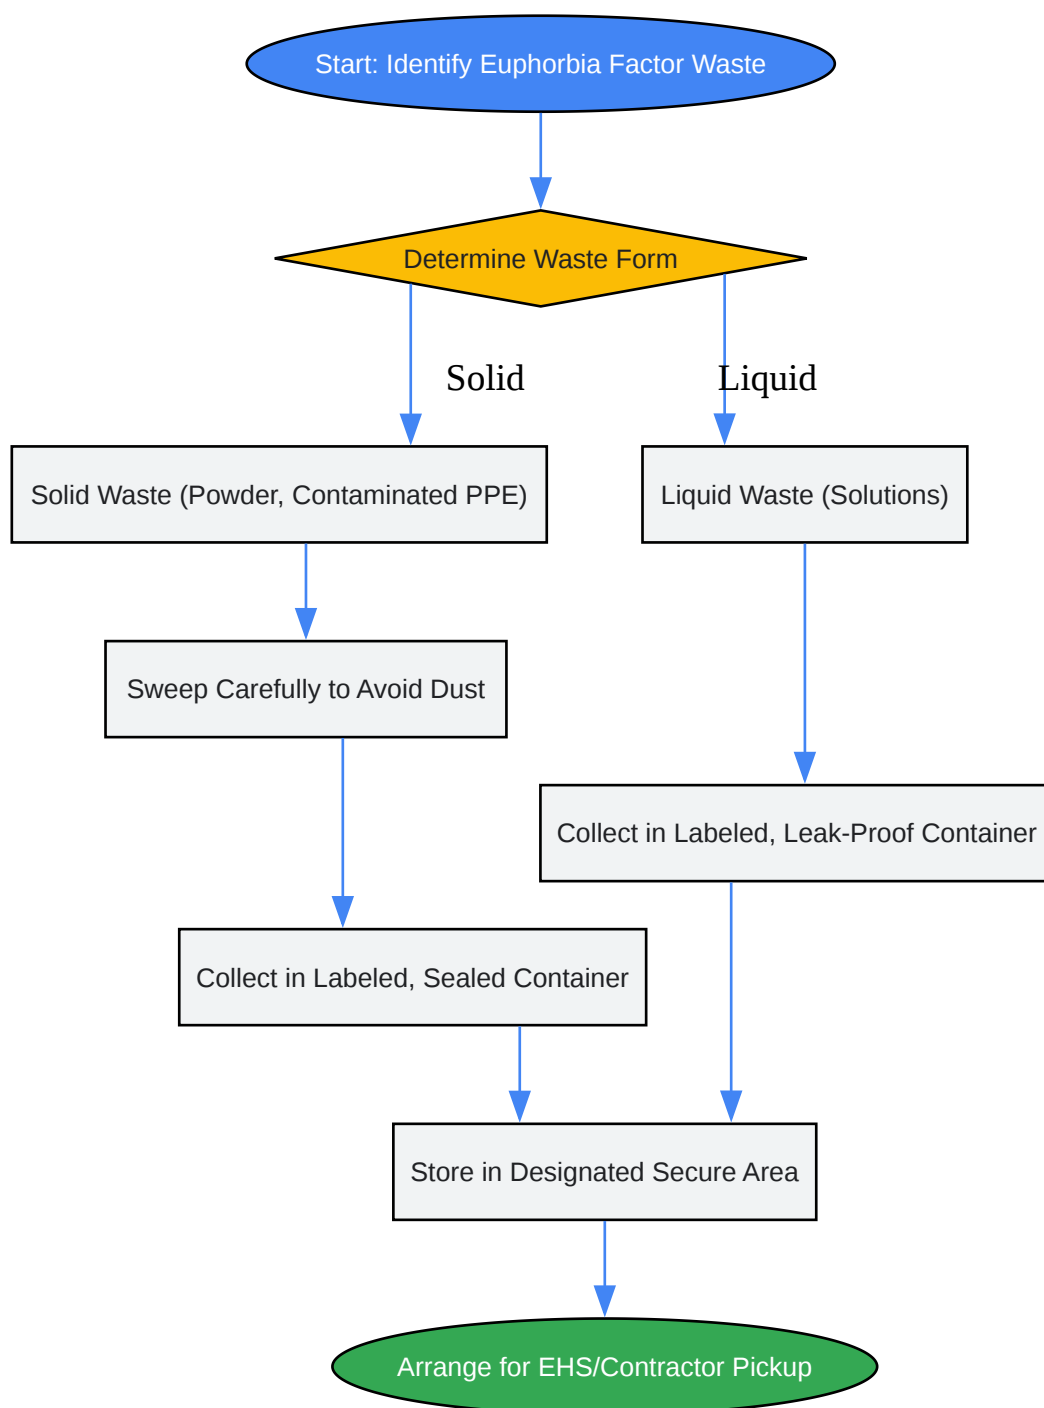 Start: Identify Euphorbia Factor Waste
Determine Waste Form
Solid
Liquid
Solid Waste (Powder, Contaminated PPE)
Liquid Waste (Solutions)
Sweep Carefully to Avoid Dust
Collect in Labeled, Leak-Proof Container
Collect in Labeled, Sealed Container
Store in Designated Secure Area
Arrange for EHS/Contractor Pickup